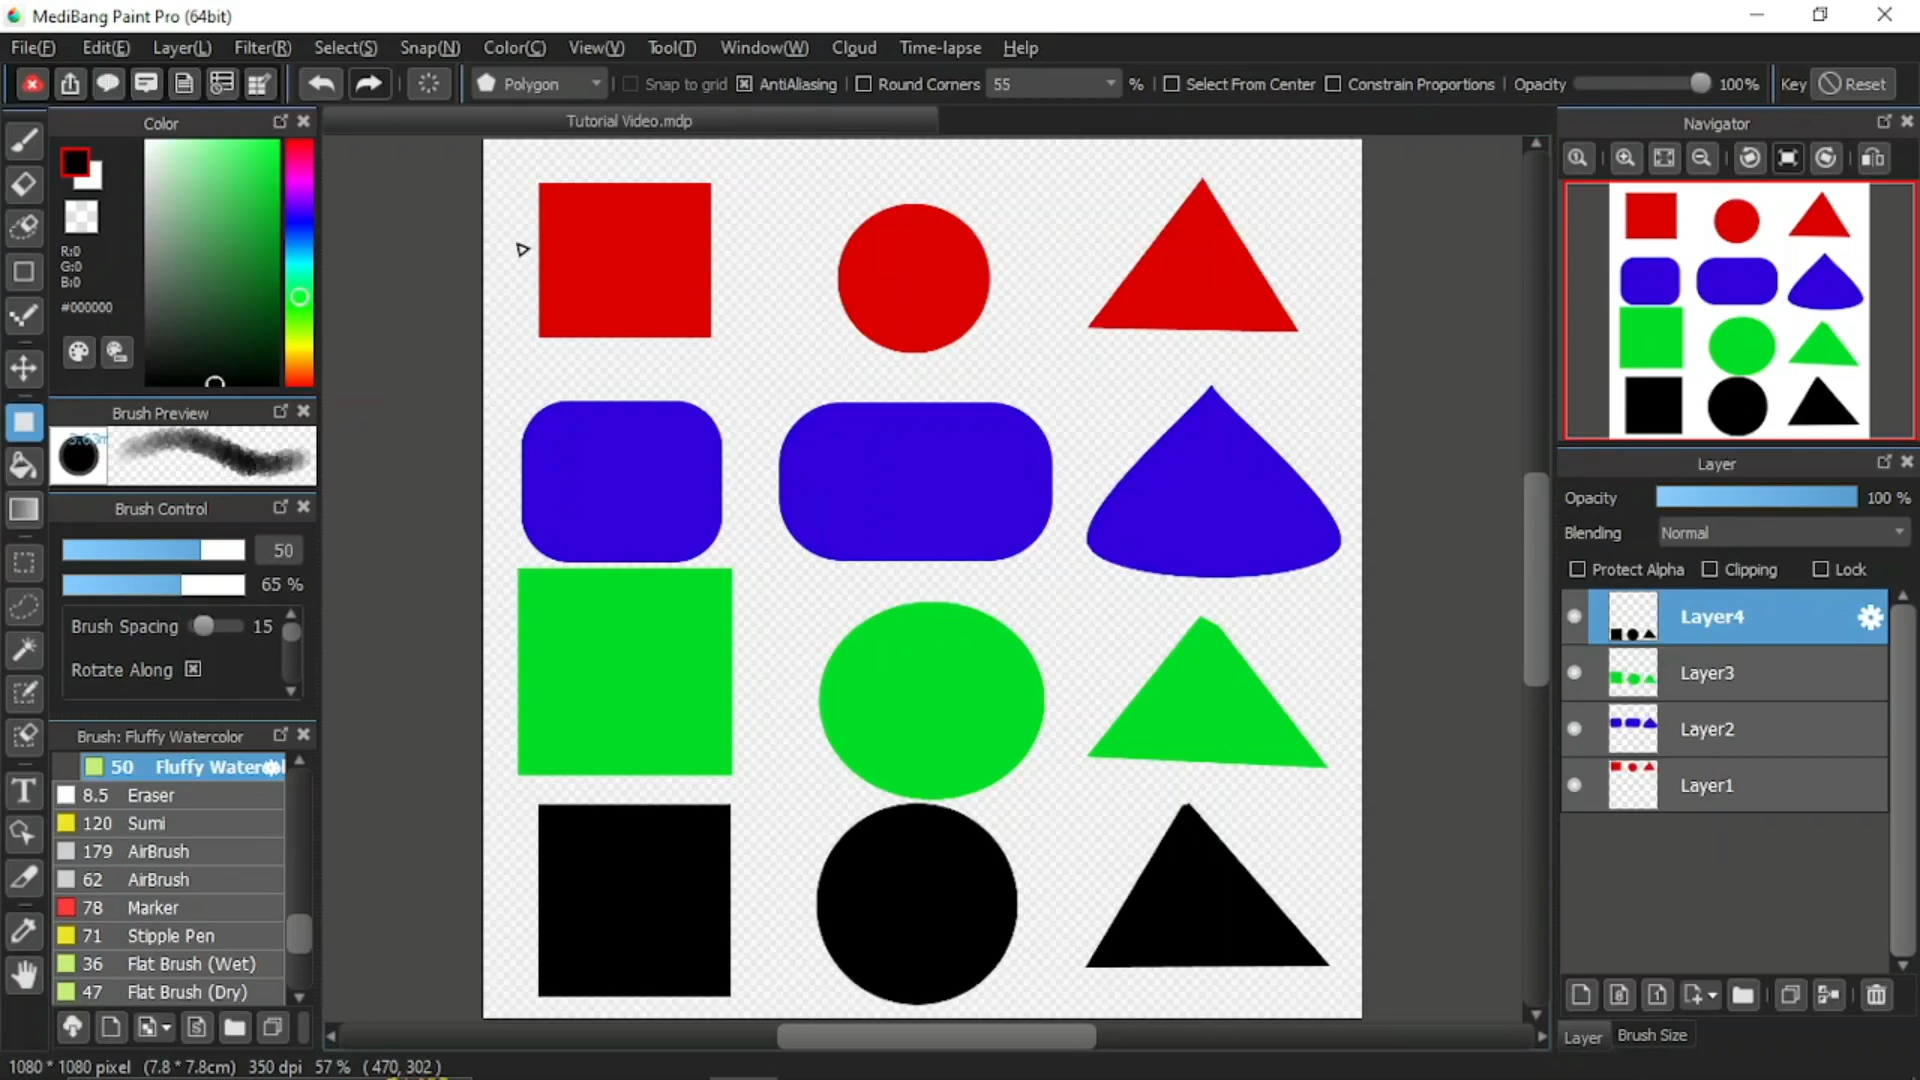 MediBang Paint Pro (64bit)
File(F) Edit(E) Layer(L) Filter(R) Select(S) Snap(N) Color(C) View(V) Tool(T) Window(W) Cloud Time-lapse Help
Polygon Snap to grid AntiAliasing Round Corners 55 % Select From Center Constrain Proportions Opacity 100% Key Reset
Color
Tutorial Video.mdp
Navigator
R:0
G:0
B:0
#000000
Brush Preview
Brush Control
50
65 %
Brush Spacing 15
Rotate Along
Brush: Fluffy Watercolor
50 Fluffy
8.5 Eraser
120 Sumi
179 AirBrush
62 AirBrush
78 Marker
71 Stipple Pen
36 Flat Brush (Wet)
47 Flat Brush (Dry)
Layer
Opacity 100 %
Blending Normal
Protect Alpha Clipping Lock
Layer4
Layer3
Layer2
Layer1
Layer Brush Size
1080 * 1080 pixel (7.8 * 7.8cm) 350 dpi 57 % ( 470, 302 )